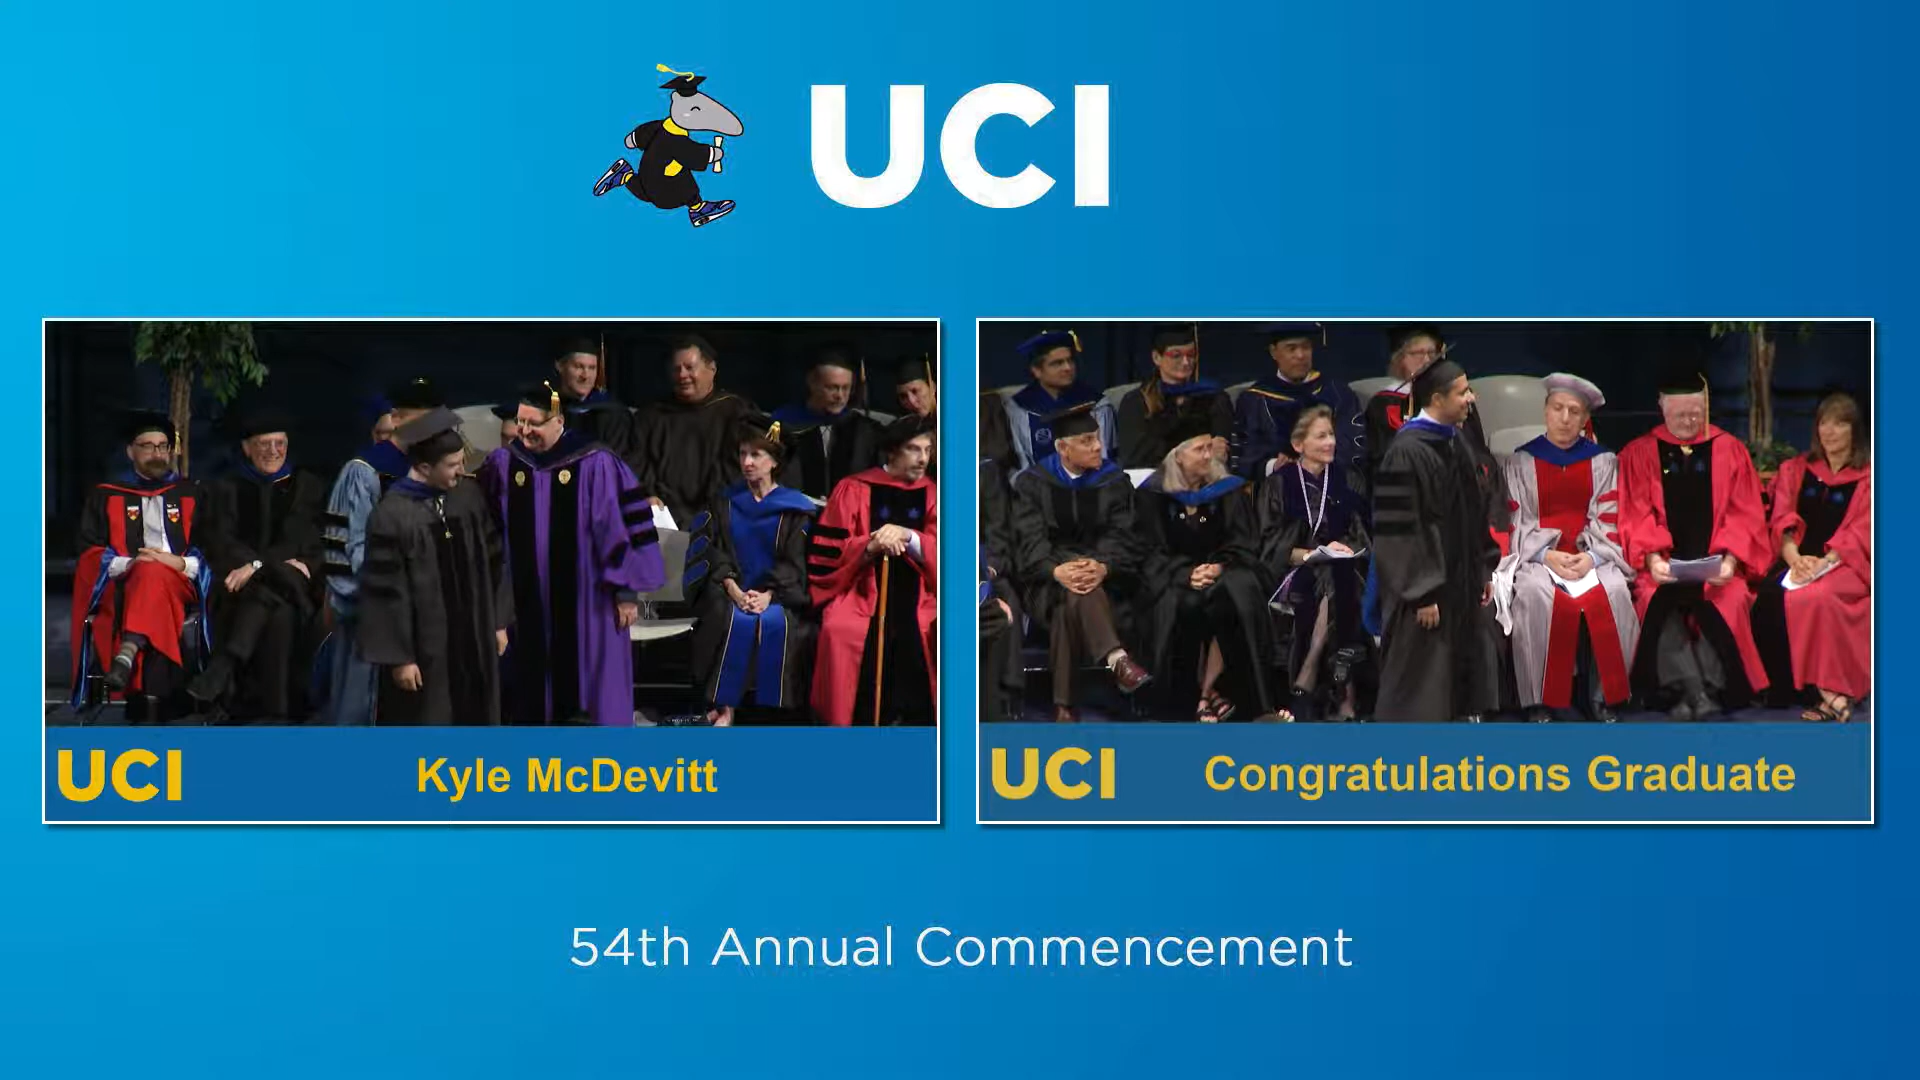 UCI
UCI
Kyle McDevitt
UCI
Congratulations Graduate
54th Annual Commencement